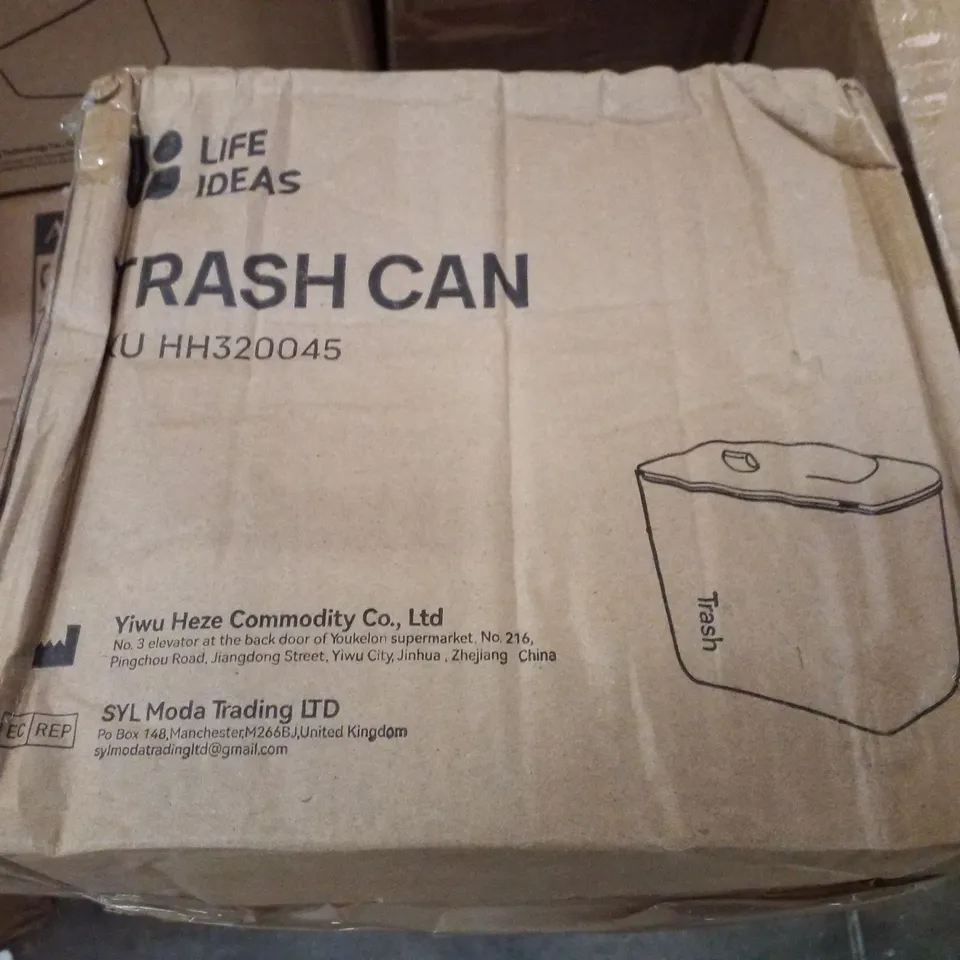 LIFE
IDEAS
TRASH CAN
KU HH320045
Trash
Yiwu Heze Commodity Co., Ltd
No. 3 elevator at the back door of Youkelon supermarket, No. 216,
Pingchou Road, Jiangdong Street, Yiwu City, Jinhua , Zhejiang China
EC REP
SYL Moda Trading LTD
Po Box 148,Manchester,M266BJ,United Kingdom
sylmodatradingltd@gmail.com